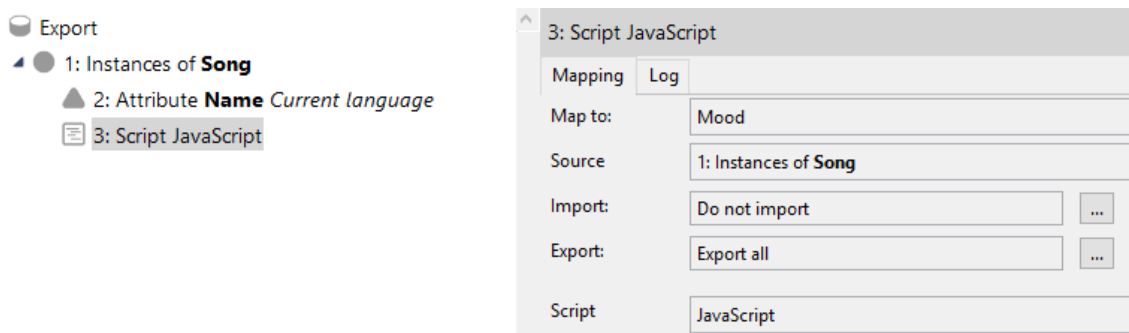 Export
1: Instances of Song
2: Attribute Name Current language
3: Script JavaScript
3: Script JavaScript
Mapping Log
Map to: Mood
Source 1: Instances of Song
Import: Do not import ...
Export: Export all ...
Script JavaScript